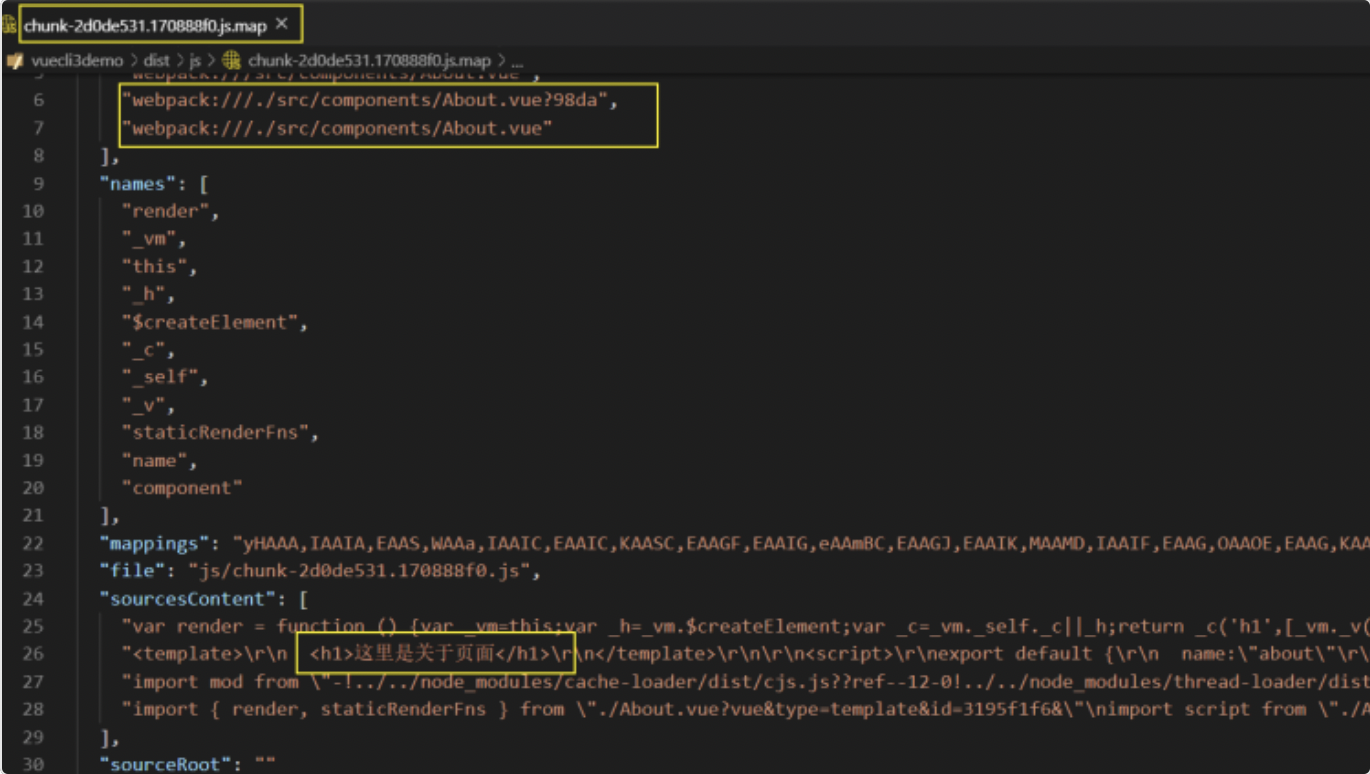 chunk-2d0de531.170888f0.js.map ×
vuecli3demo > dist > js > chunk-2d0de531.170888f0.js.map > ...
5 "webpack:///src/components/About.vue",
6 "webpack:///./src/components/About.vue?98da",
7 "webpack:///./src/components/About.vue"
8 ],
9 "names": [
10 "render",
11 "_vm",
12 "this",
13 "_h",
14 "$createElement",
15 "_c",
16 "_self",
17 "_v",
18 "staticRenderFns",
19 "name",
20 "component"
21 ],
22 "mappings": "yHAAA,IAAIA,EAAS,WAAa,IAAIC,EAAIC,KAASC,EAAGF,EAAIG,eAAmBC,EAAGJ,EAAIK,MAAMD,IAAIF,EAAG,OAAOE,EAAG,KAA
23 "file": "js/chunk-2d0de531.170888f0.js",
24 "sourcesContent": [
25 "var render = function () {var _vm=this;var _h=_vm.$createElement;var _c=_vm._self._c||_h;return _c('h1',[_vm._v(
26 "<template>\r\n <h1>这里是关于页面</h1>\r\n</template>\r\n\r\n\r\n<script>\r\nexport default {\r\n name:\"about\"\r\
27 "import mod from \"-!../../node_modules/cache-loader/dist/cjs.js??ref--12-0!../../node_modules/thread-loader/dist
28 "import { render, staticRenderFns } from \"./About.vue?vue&type=template&id=3195f1f6&\"\nimport script from \"./A
29 ],
30 "sourceRoot": ""